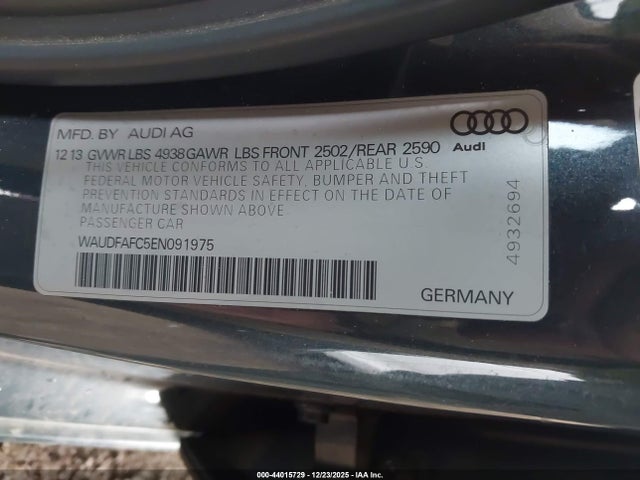 MFD. BY AUDI AG
12 13 GVWR LBS 4938 GAWR LBS FRONT 2502/REAR 2590 Audi
THIS VEHICLE CONFORMS TO ALL APPLICABLE U.S.
FEDERAL MOTOR VEHICLE SAFETY, BUMPER AND THEFT
PREVENTION STANDARDS IN EFFECT ON THE DATE OF
MANUFACTURE SHOWN ABOVE.
PASSENGER CAR
WAUDFAFC5EN091975
GERMANY
4932694
000-44015729 - 12/23/2025 - IAA Inc.